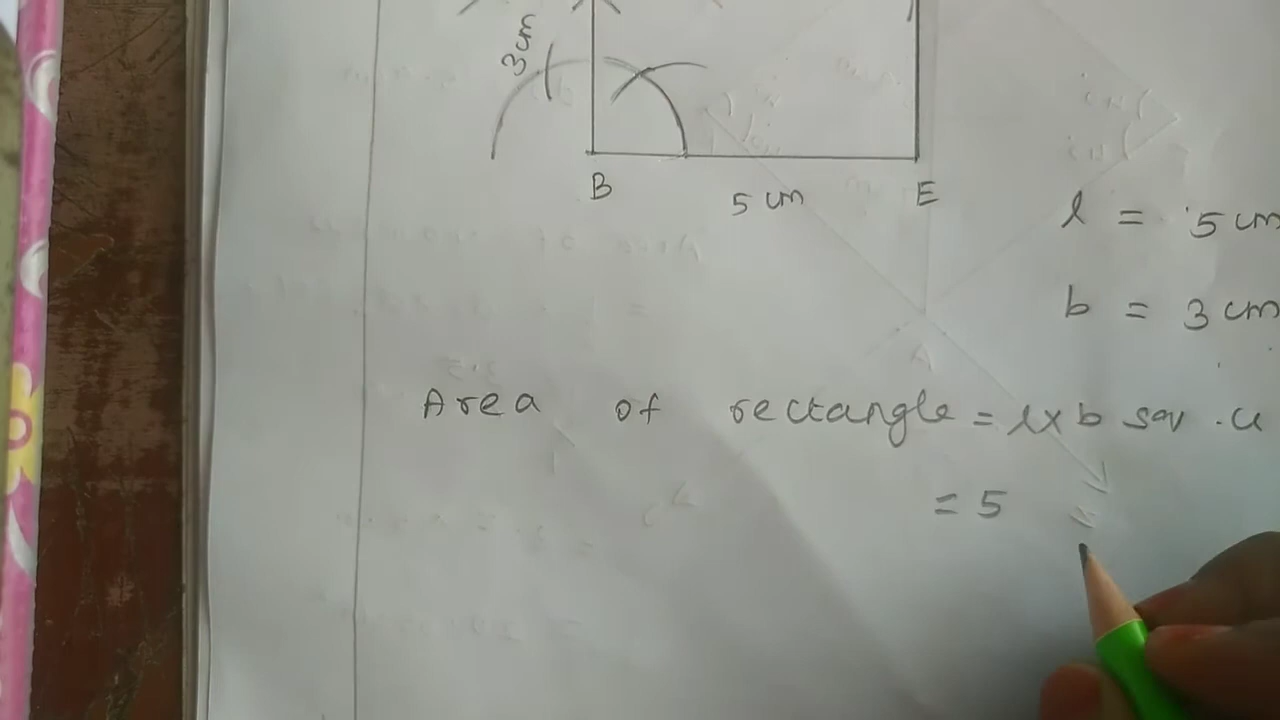 3cm
B
5 cm
E
l = 5 cm
b = 3 cm
Area of rectangle = l x b sq .u
= 5